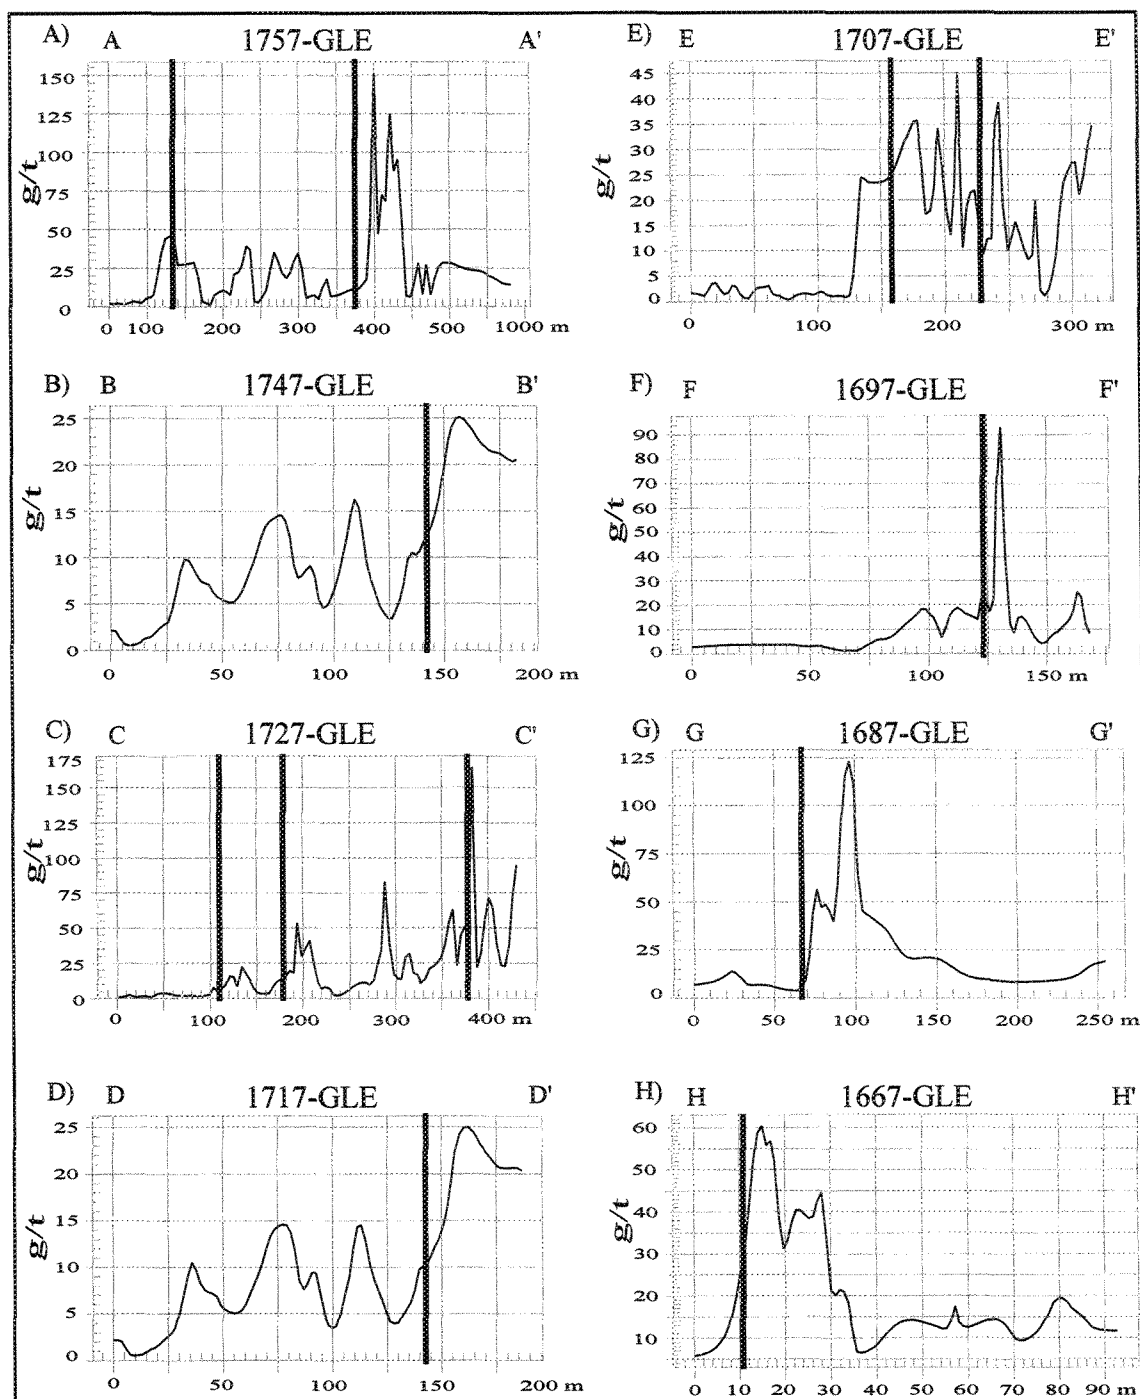 A) A 1757-GLE A'
150
125
100
75
50
25
0
g/t
0 100 200 300 400 500 1000 m
B) B 1747-GLE B'
25
20
15
10
5
0
g/t
0 50 100 150 200 m
C) C 1727-GLE C'
175
150
125
100
75
50
25
0
g/t
0 100 200 300 400 m
D) D 1717-GLE D'
25
20
15
10
5
0
g/t
0 50 100 150 200 m
E) E 1707-GLE E'
45
40
35
30
25
20
15
10
5
0
g/t
0 100 200 300 m
F) F 1697-GLE F'
90
80
70
60
50
40
30
20
10
0
g/t
0 50 100 150 m
G) G 1687-GLE G'
125
100
75
50
25
0
g/t
0 50 100 150 200 250 m
H) H 1667-GLE H'
60
50
40
30
20
10
g/t
0 10 20 30 40 50 60 70 80 90 m